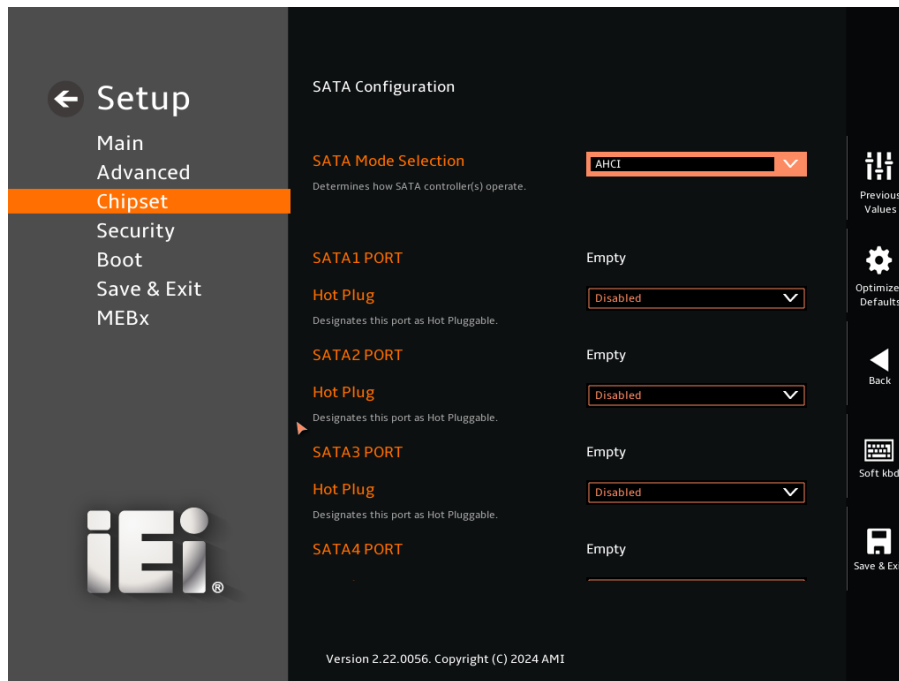 Setup
Main
Advanced
Chipset
Security
Boot
Save & Exit
MEBx
iEi®
SATA Configuration
SATA Mode Selection
AHCI
Determines how SATA controller(s) operate.
SATA1 PORT
Empty
Hot Plug
Disabled
Designates this port as Hot Pluggable.
SATA2 PORT
Empty
Hot Plug
Disabled
Designates this port as Hot Pluggable.
SATA3 PORT
Empty
Hot Plug
Disabled
Designates this port as Hot Pluggable.
SATA4 PORT
Empty
Version 2.22.0056. Copyright (C) 2024 AMI
Previous
Values
Optimize
Defaults
Back
Soft kbd
Save & Ex